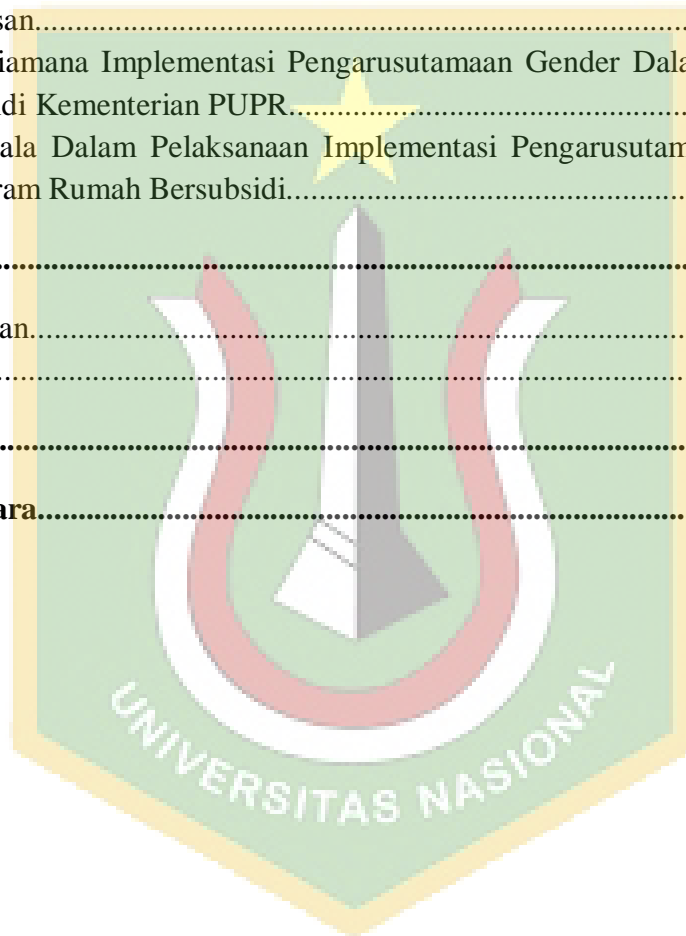 san........................................................................
iamana Implementasi Pengarusutamaan Gender Dala
di Kementerian PUPR..................................................
ala Dalam Pelaksanaan Implementasi Pengarusutam
ram Rumah Bersubsidi..................................................
..............................................................................
an.........................................................................
..............................................................................
..............................................................................
ara........................................................................
UNIVERSITAS NASIONAL